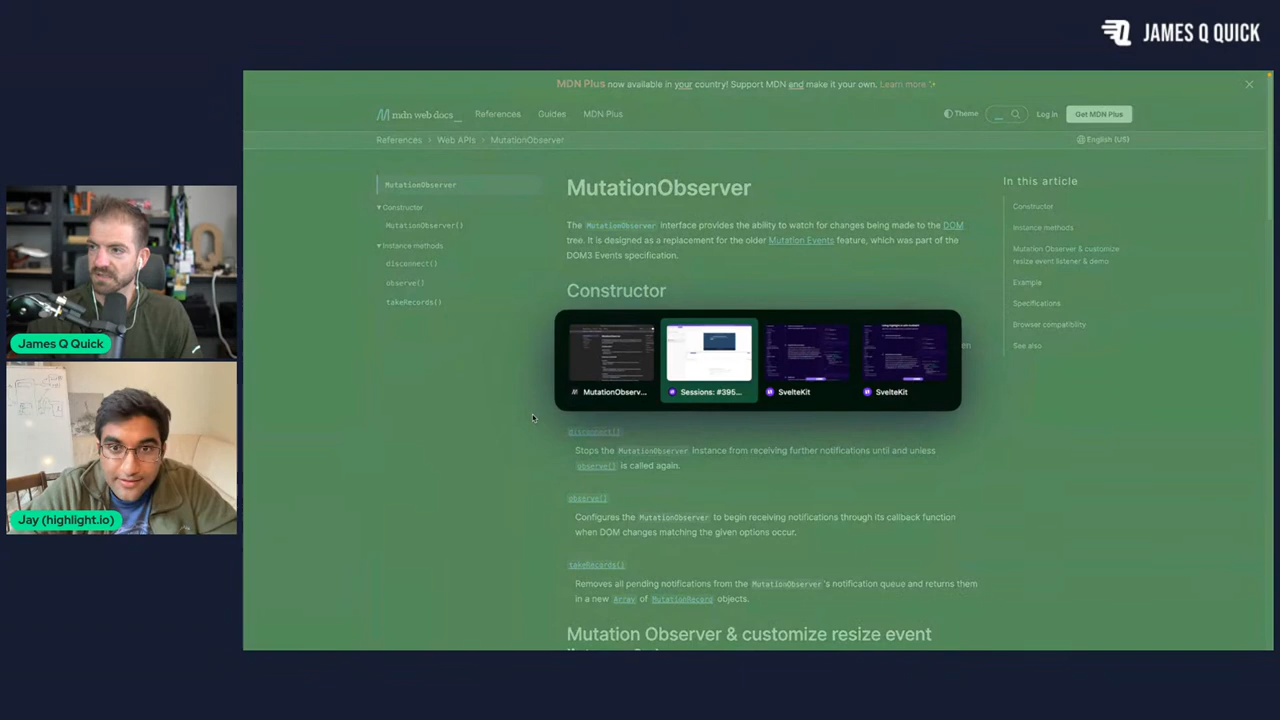 JAMES Q QUICK
MDN Plus now available in your country! Support MDN and make it your own. Learn more ✨
mdn web docs_
References
Guides
MDN Plus
Theme
Log in
Get MDN Plus
References
Web APIs
MutationObserver
English (US)
MutationObserver
Constructor
MutationObserver()
Instance methods
disconnect()
observe()
takeRecords()
MutationObserver
The MutationObserver interface provides the ability to watch for changes being made to the DOM
tree. It is designed as a replacement for the older Mutation Events feature, which was part of the
DOM3 Events specification.
Constructor
MutationObserv...
Sessions: #395...
SvelteKit
SvelteKit
disconnect()
Stops the MutationObserver instance from receiving further notifications until and unless
observe() is called again.
observe()
Configures the MutationObserver to begin receiving notifications through its callback function
when DOM changes matching the given options occur.
takeRecords()
Removes all pending notifications from the MutationObserver's notification queue and returns them
in a new Array of MutationRecord objects.
Mutation Observer & customize resize event
In this article
Constructor
Instance methods
Mutation Observer & customize
resize event listener & demo
Example
Specifications
Browser compatibility
See also
James Q Quick
Jay (highlight.io)